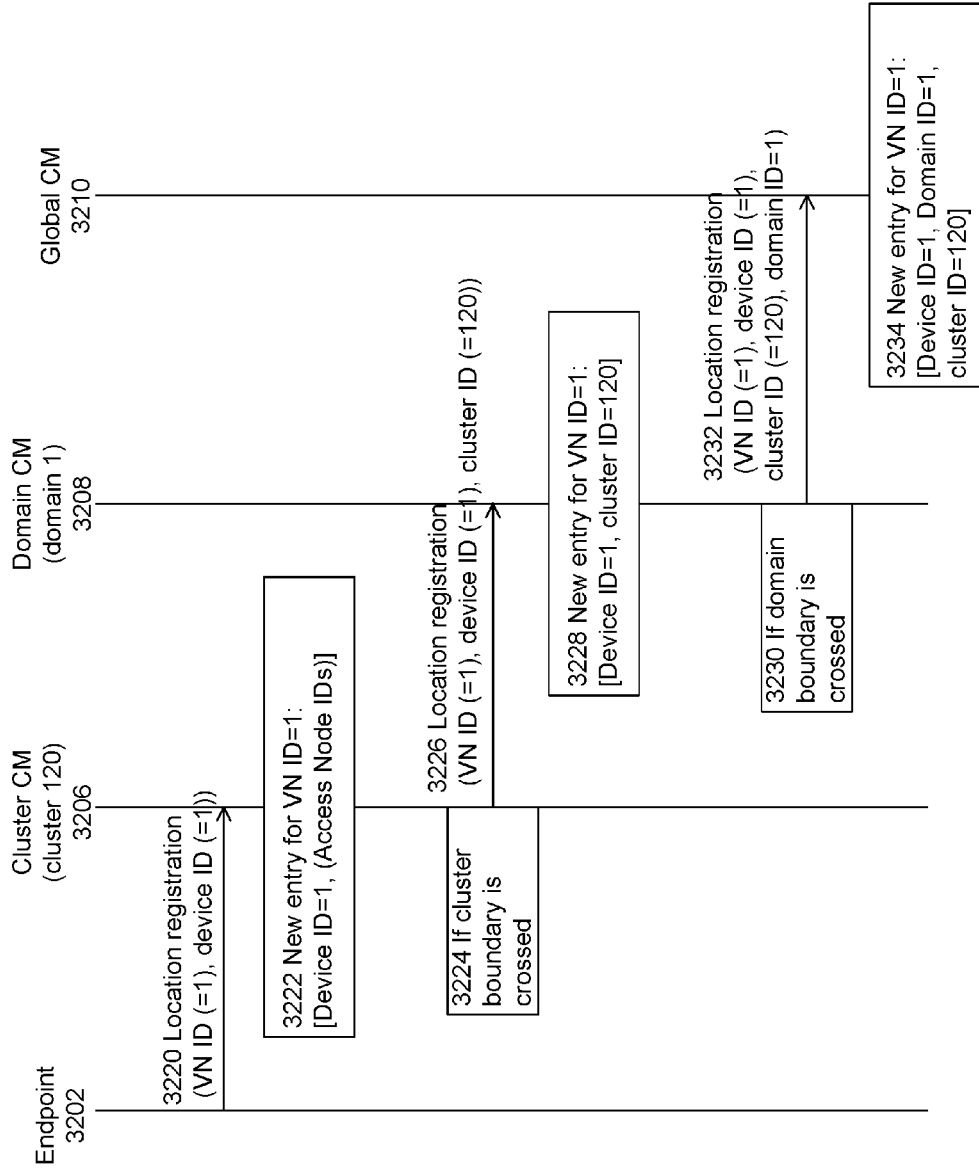 Endpoint
3202
Cluster CM
(cluster 120)
3206
Domain CM
(domain 1)
3208
Global CM
3210
3220 Location registration
(VN ID (=1), device ID (=1))
3222 New entry for VN ID=1:
[Device ID=1, (Access Node IDs)]
3224 If cluster
boundary is
crossed
3226 Location registration
(VN ID (=1), device ID (=1), cluster ID (=120))
3228 New entry for VN ID=1:
[Device ID=1, cluster ID=120]
3230 If domain
boundary is
crossed
3232 Location registration
(VN ID (=1), device ID (=1),
cluster ID (=120), domain ID=1)
3234 New entry for VN ID=1:
[Device ID=1, Domain ID=1,
cluster ID=120]